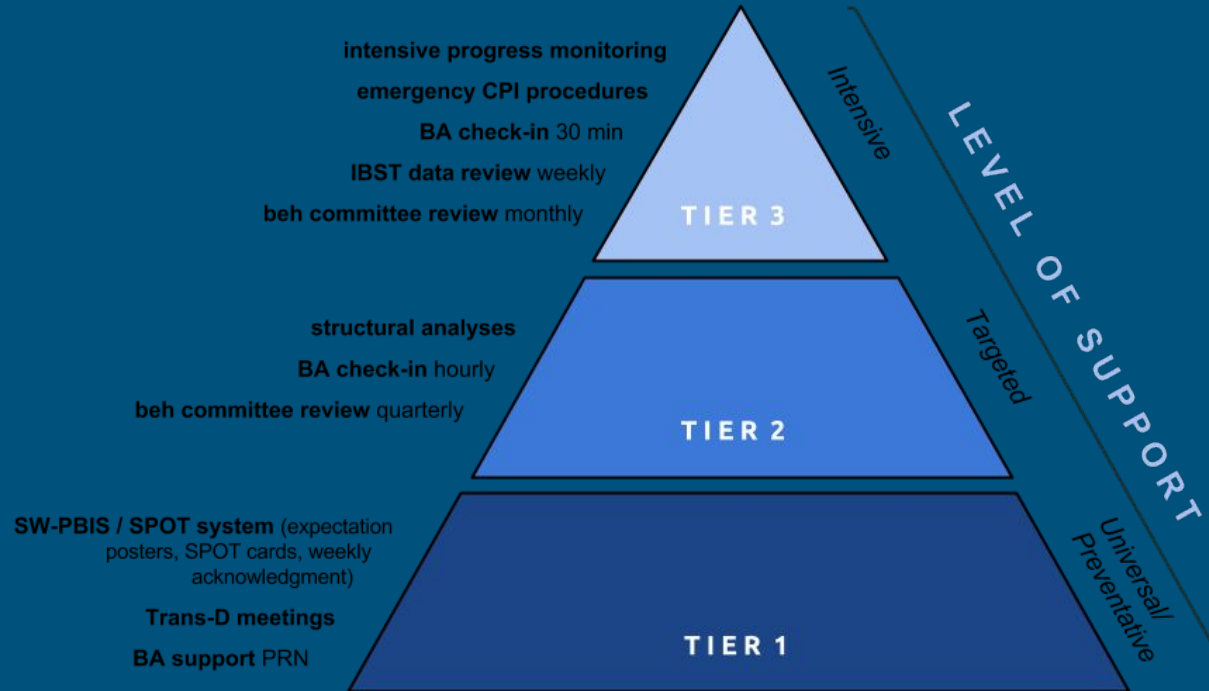 intensive progress monitoring
emergency CPI procedures
BA check-in 30 min
IBST data review weekly
beh committee review monthly
TIER 3
Intensive
structural analyses
BA check-in hourly
beh committee review quarterly
TIER 2
Targeted
SW-PBIS / SPOT system (expectation
posters, SPOT cards, weekly
acknowledgment)
Trans-D meetings
BA support PRN
TIER 1
Universal/
Preventative
LEVEL OF SUPPORT